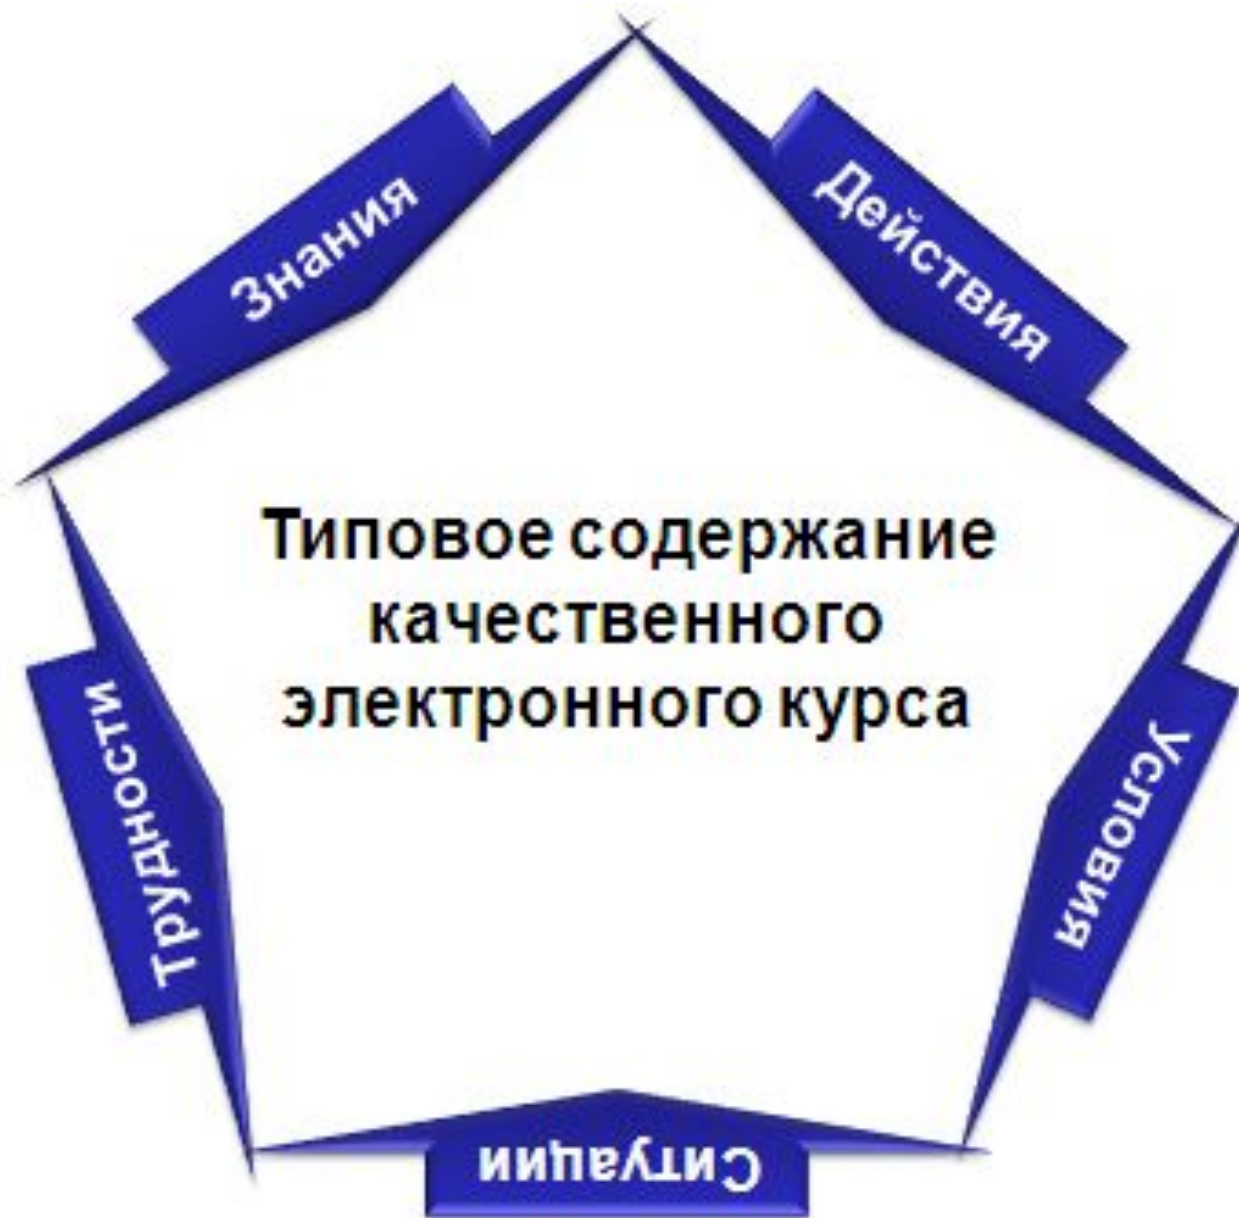 Знания
Действия
Типовое содержание
качественного
электронного курса
Трудности
Условия
Ситуации